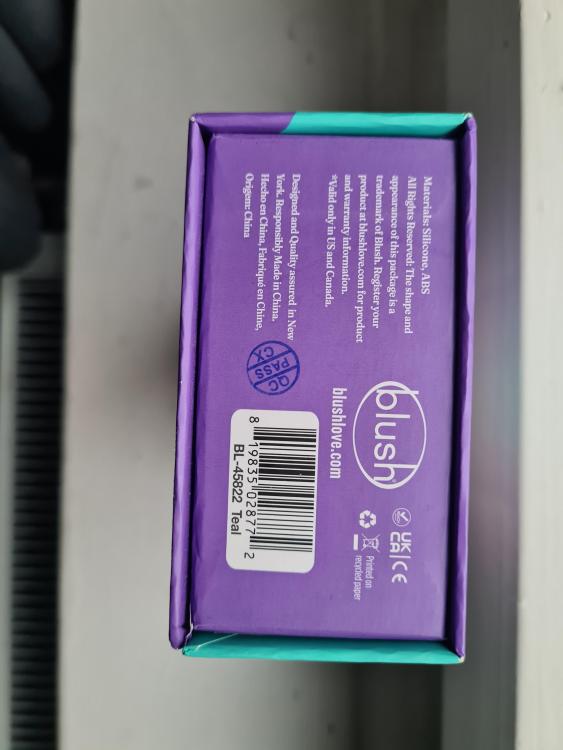 Materials: Silicone, ABS
All Rights Reserved: The shape and
appearance of this package is a
trademark of Blush. Register your
product at blushlove.com for product
and warranty information.
*Valid only in US and Canada.
Designed and Quality assured in New
York. Responsibly Made in China.
Hecho en China, Fabriqué en Chine,
Origem: China
QC
PASS
CX
blush
blushlove.com
UK
CA
CE
Printed on
recycled paper
8 19835 02877 2
BL-45822 Teal